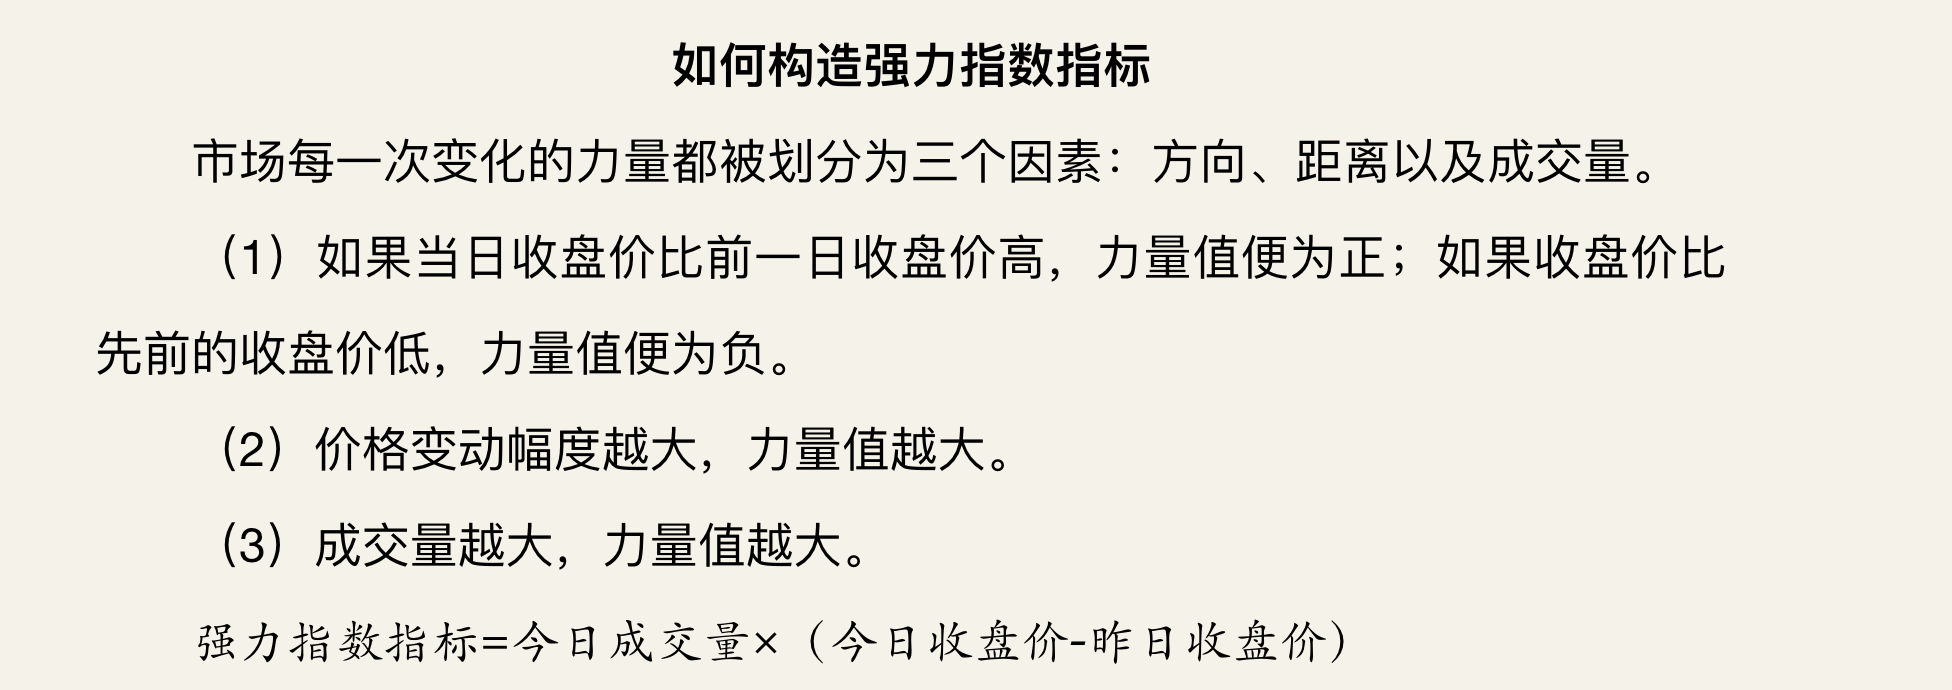 如何构造强力指数指标
市场每一次变化的力量都被划分为三个因素：方向、距离以及成交量。
（1）如果当日收盘价比前一日收盘价高，力量值便为正；如果收盘价比
先前的收盘价低，力量值便为负。
（2）价格变动幅度越大，力量值越大。
（3）成交量越大，力量值越大。
强力指数指标=今日成交量×（今日收盘价-昨日收盘价）